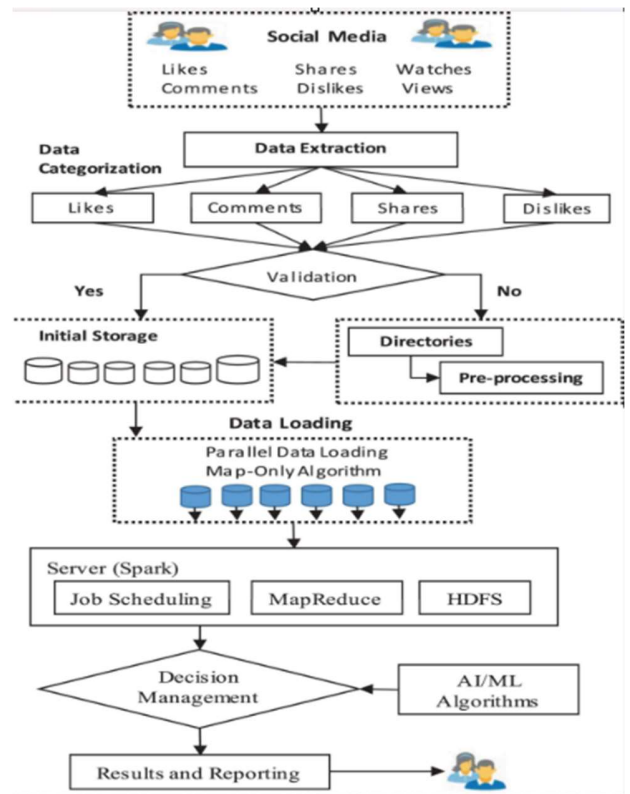 Social Media
Likes Shares Watches
Comments Dislikes Views
Data
Categorization
Data Extraction
Likes Comments Shares Dislikes
Validation
Yes
No
Initial Storage
Directories
Pre-processing
Data Loading
Parallel Data Loading
Map-Only Algorithm
Server (Spark)
Job Scheduling MapReduce HDFS
Decision
Management
AI/ML
Algorithms
Results and Reporting